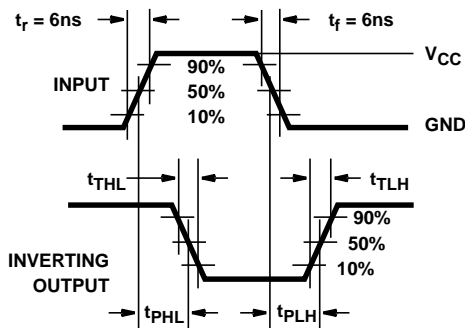 tr = 6ns
tf = 6ns
VCC
INPUT
90%
50%
10%
GND
tTHL
tTLH
90%
50%
10%
INVERTING
OUTPUT
tPHL
tPLH